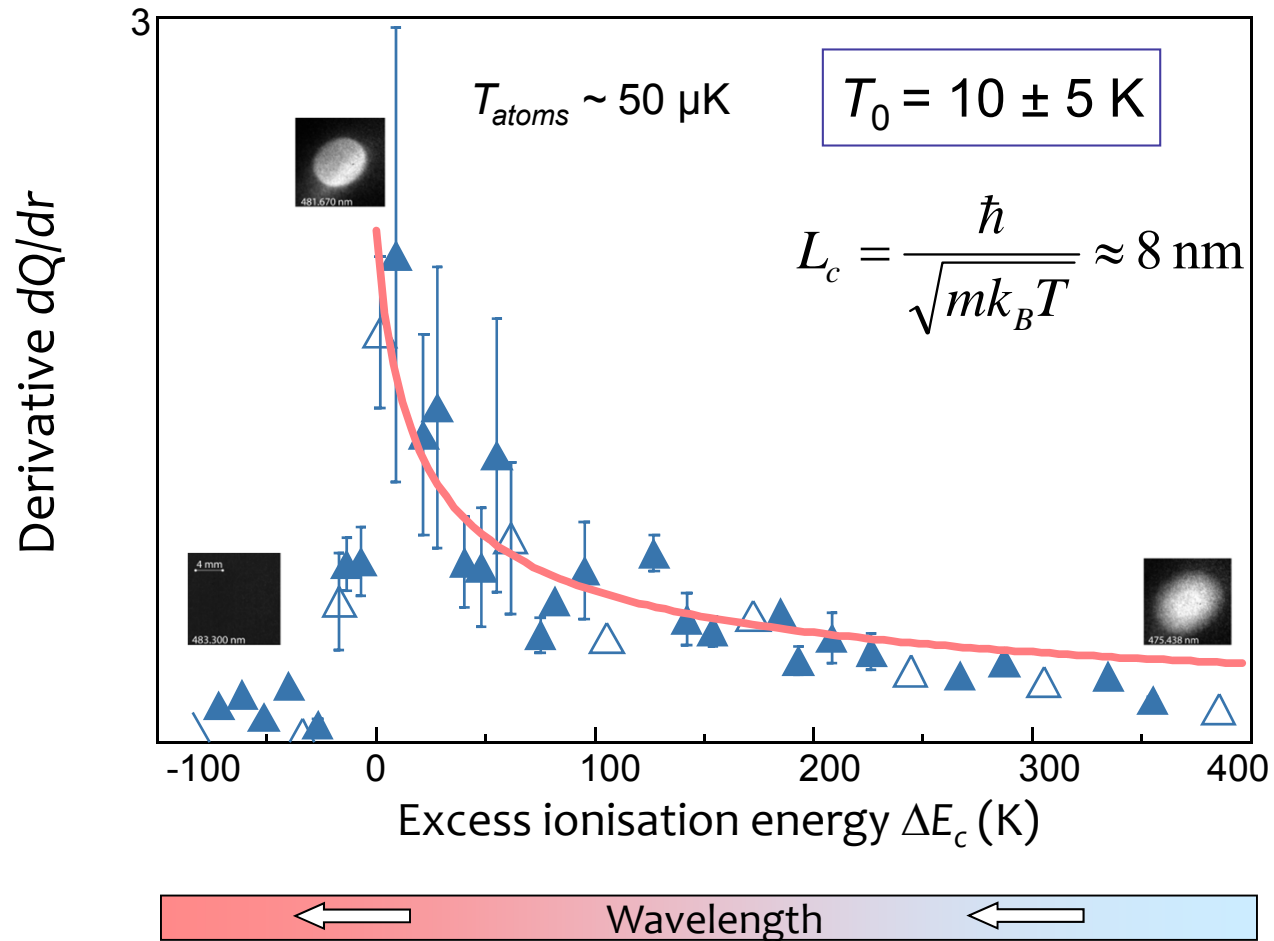 3
T_atoms ~ 50 µK
T_0 = 10 ± 5 K
481.670 nm
L_c = ħ / √(mk_BT) ≈ 8 nm
Derivative dQ/dr
4 mm
483.300 nm
475.438 nm
-100 0 100 200 300 400
Excess ionisation energy ΔE_c (K)
Wavelength